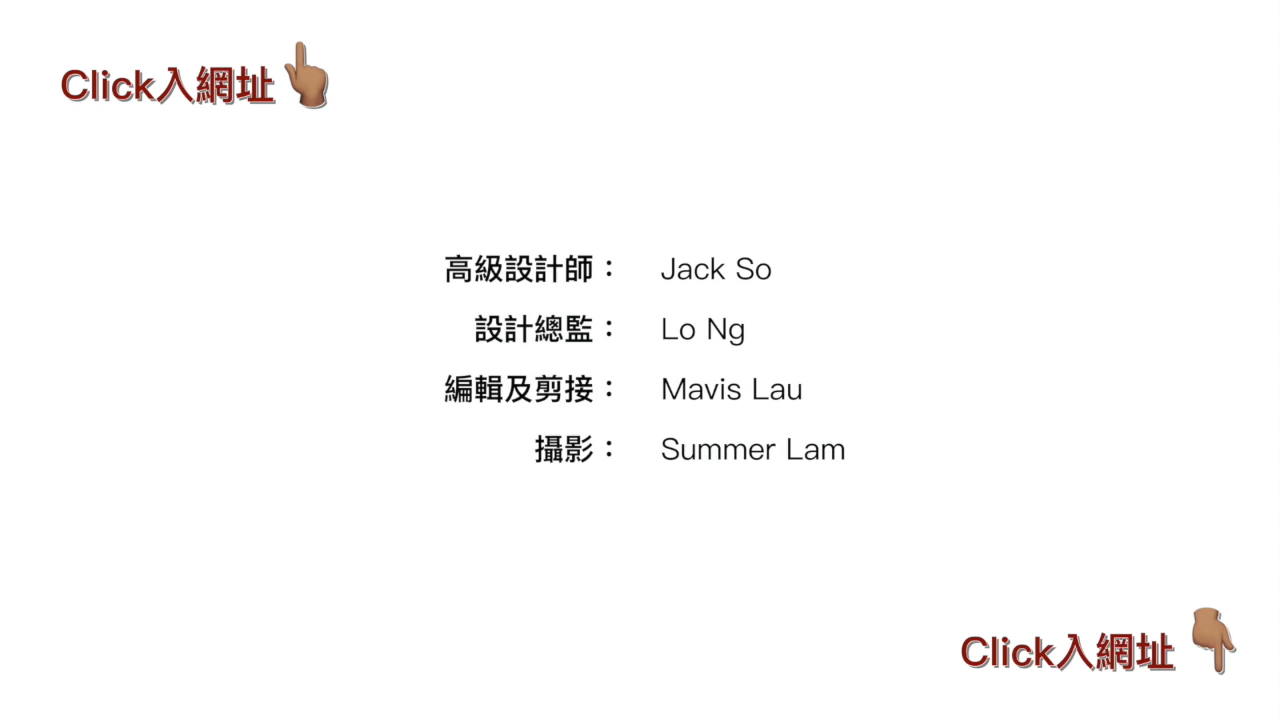 Click入網址
高級設計師： Jack So
設計總監： Lo Ng
編輯及剪接： Mavis Lau
攝影： Summer Lam
Click入網址